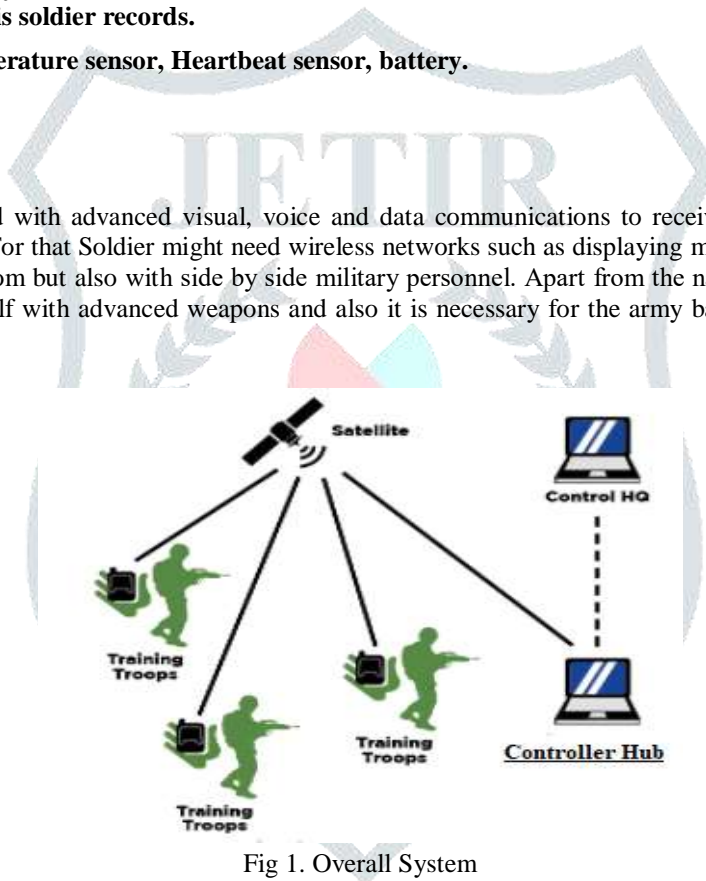 is soldier records.
erature sensor, Heartbeat sensor, battery.
JETIR
d with advanced visual, voice and data communications to receiv
For that Soldier might need wireless networks such as displaying m
om but also with side by side military personnel. Apart from the n
elf with advanced weapons and also it is necessary for the army ba
Satellite
Control HQ
Training
Troops
Training
Troops
Controller Hub
Training
Troops
Fig 1. Overall System